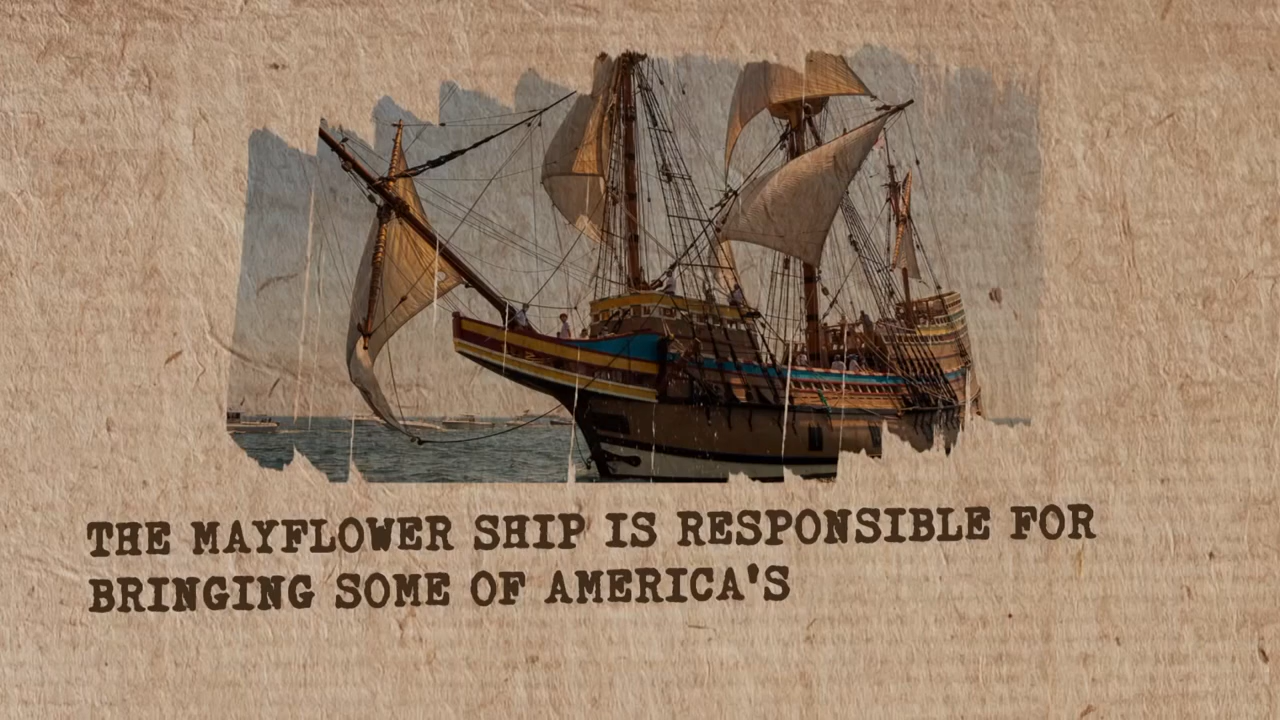 THE MAYFLOWER SHIP IS RESPONSIBLE FOR
BRINGING SOME OF AMERICA'S